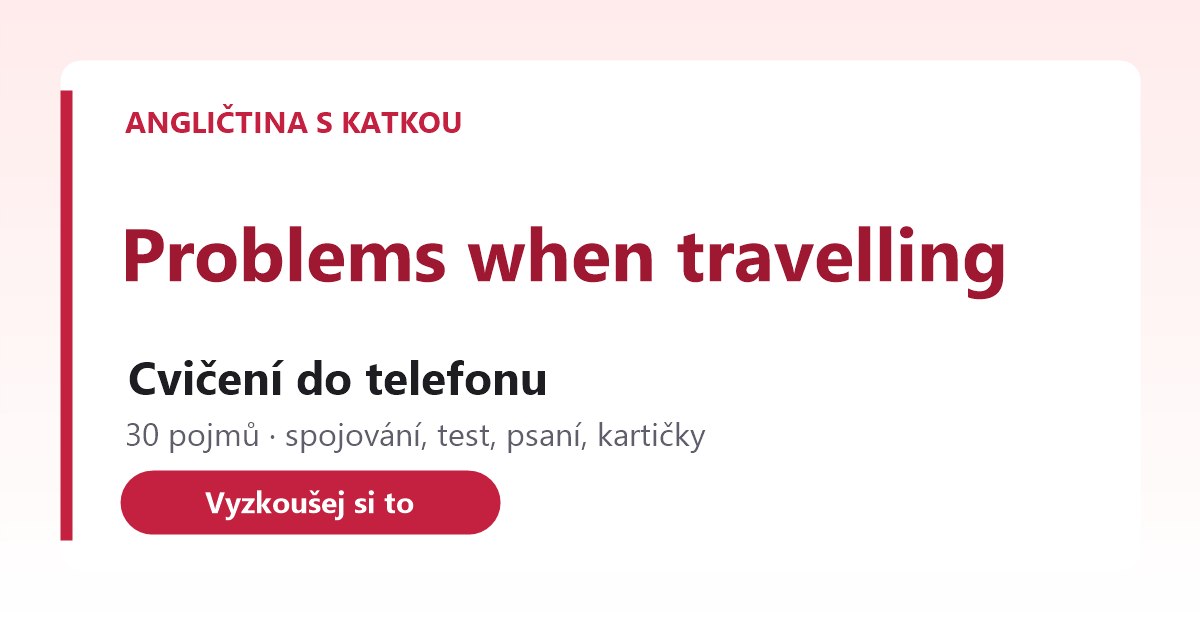 ANGLIČTINA S KATKOU
Problems when travelling
Cvičení do telefonu
30 pojmů · spojování, test, psaní, kartičky
Vyzkoušej si to